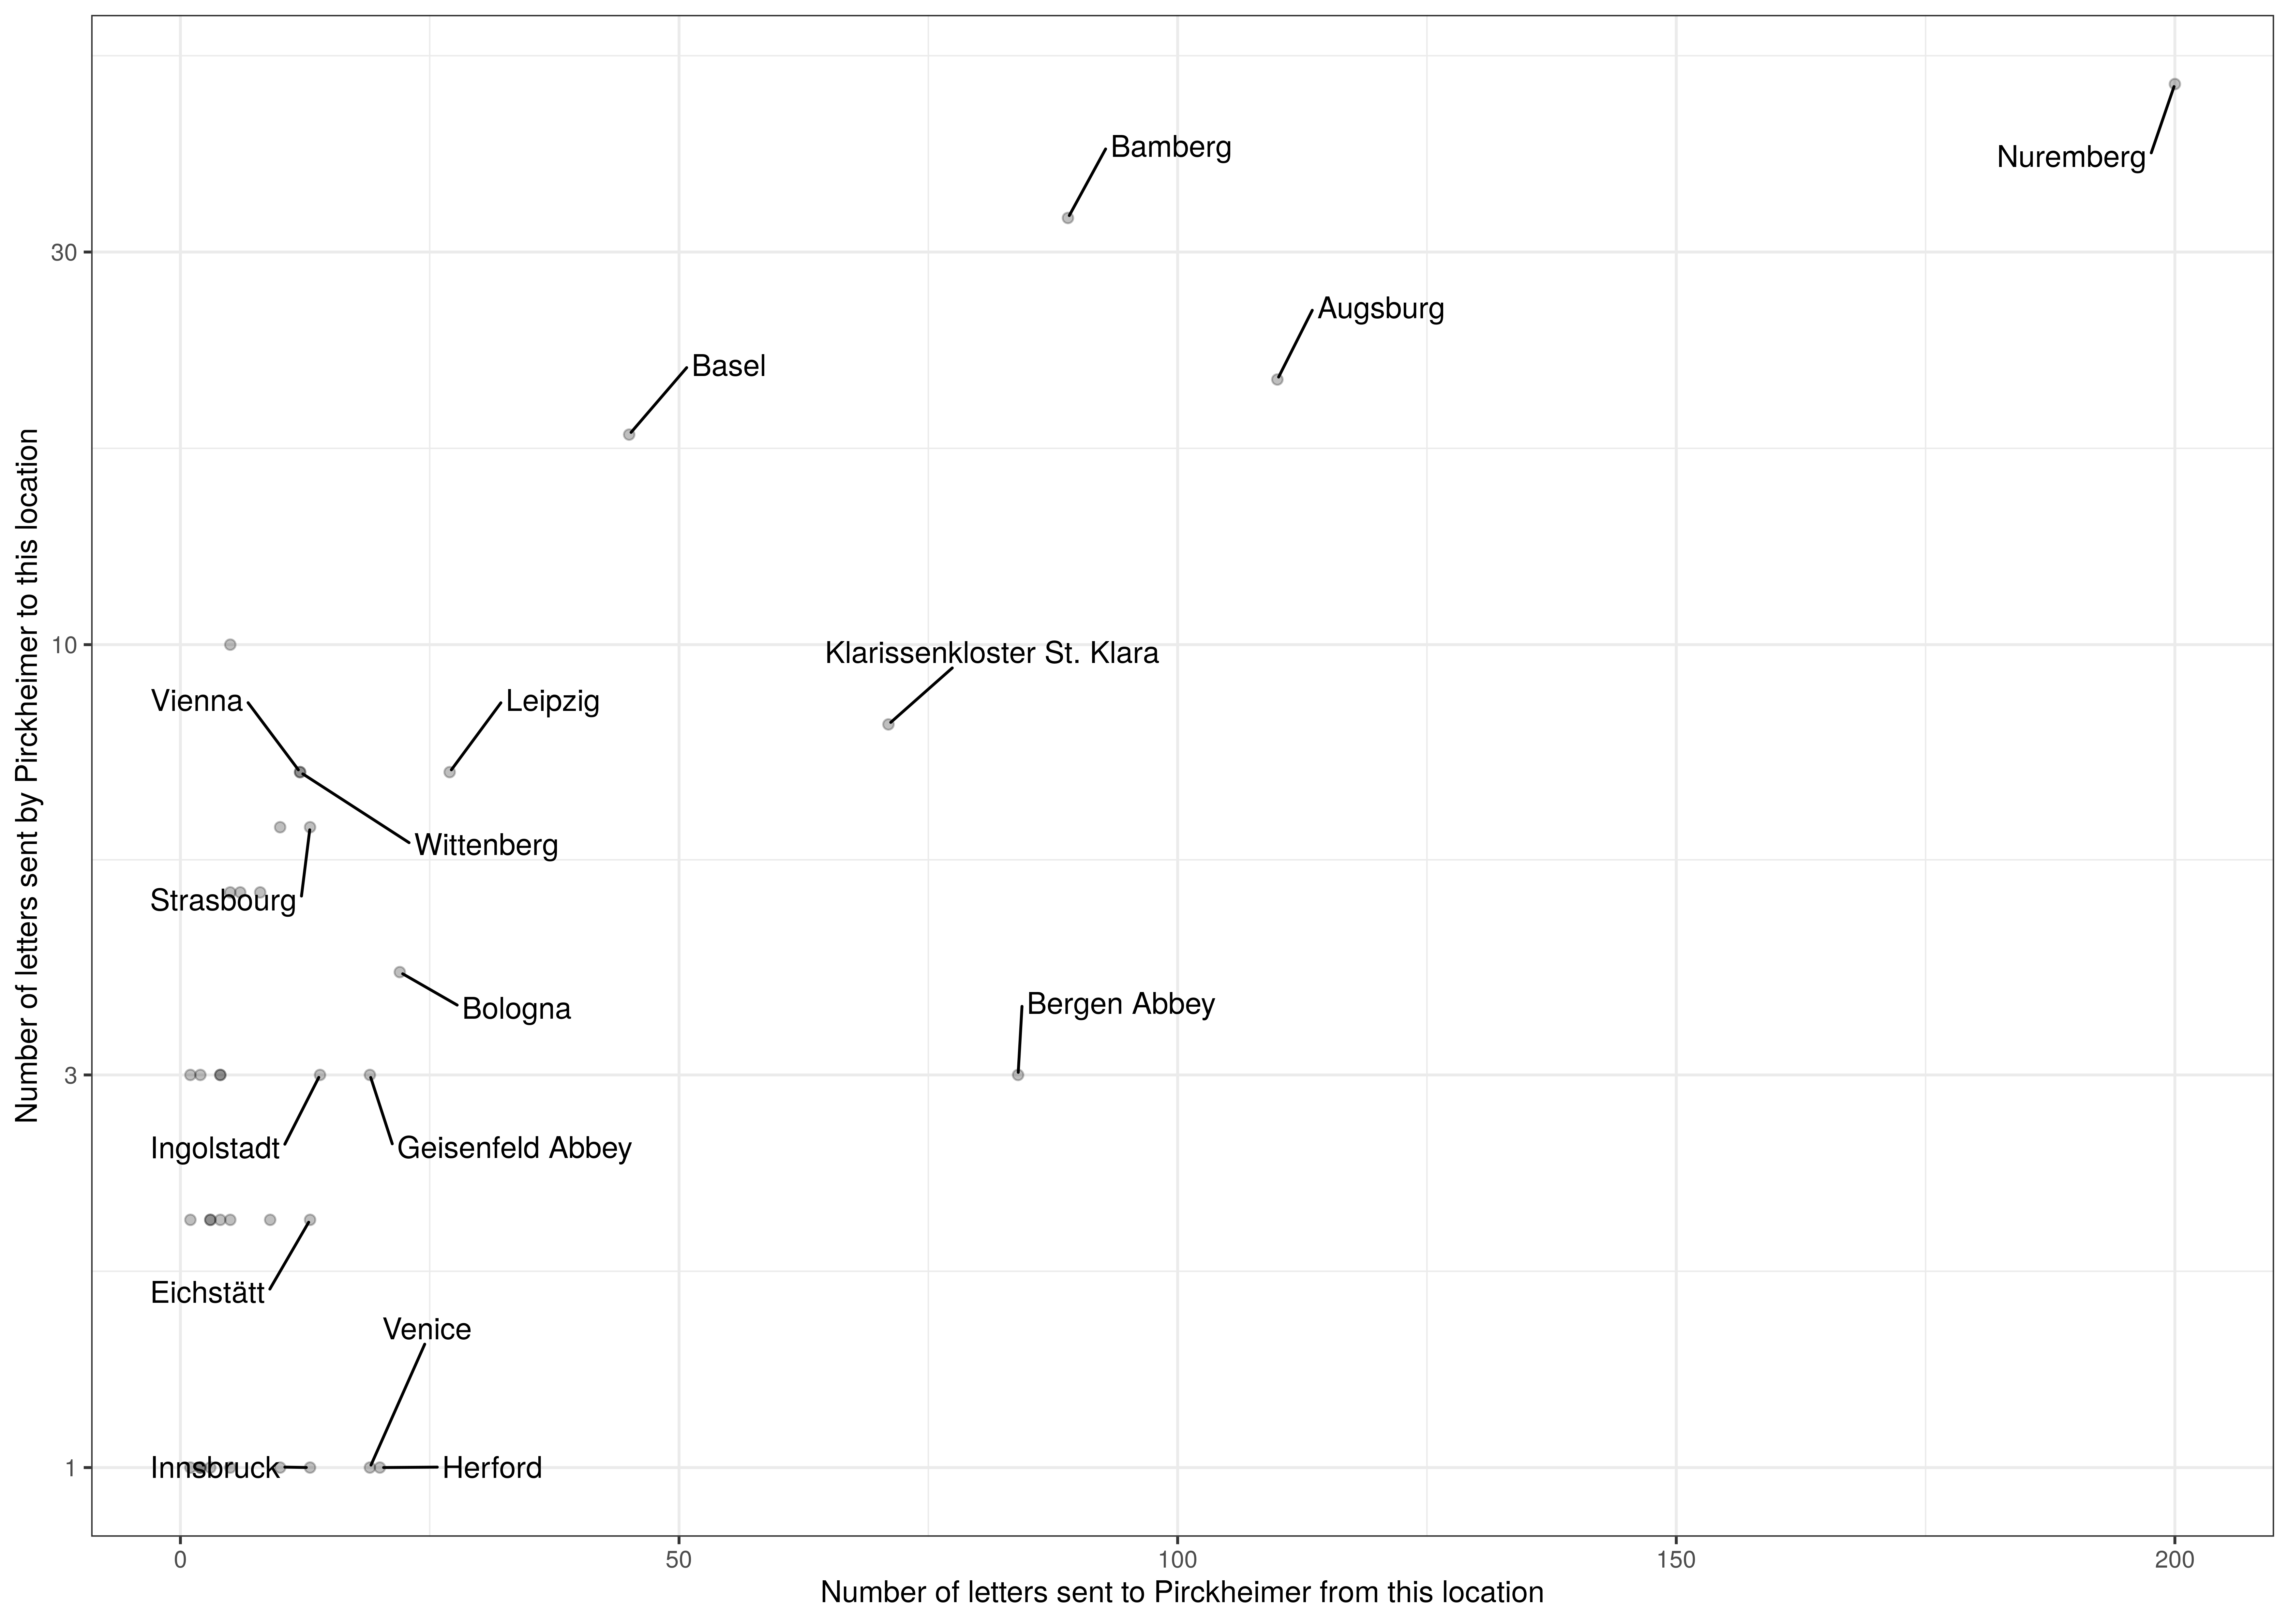 Bamberg
Nuremberg
30
Augsburg
Basel
10
Klarissenkloster St. Klara
Vienna
Leipzig
Wittenberg
Strasbourg
Bologna
Bergen Abbey
3
Ingolstadt
Geisenfeld Abbey
Eichstätt
Venice
1
Innsbruck
Herford
0
50
100
150
200
Number of letters sent to Pirckheimer from this location
Number of letters sent by Pirckheimer to this location